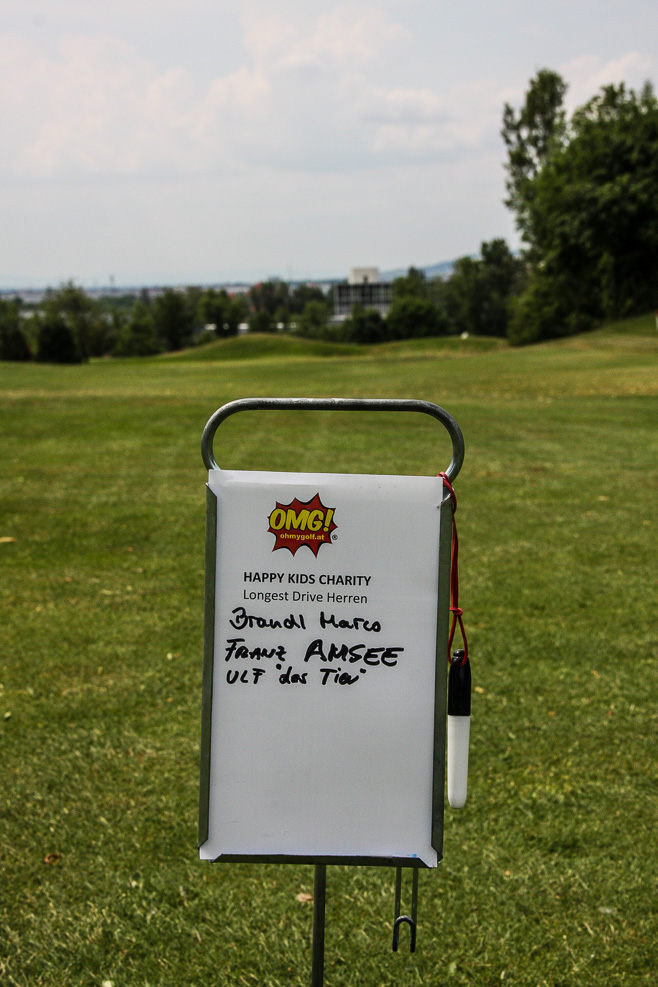 OMG!
ohmygolf.at®
HAPPY KIDS CHARITY
Longest Drive Herren
Brandl Marco
FRANZ AMSEE
ULF "das Tier"